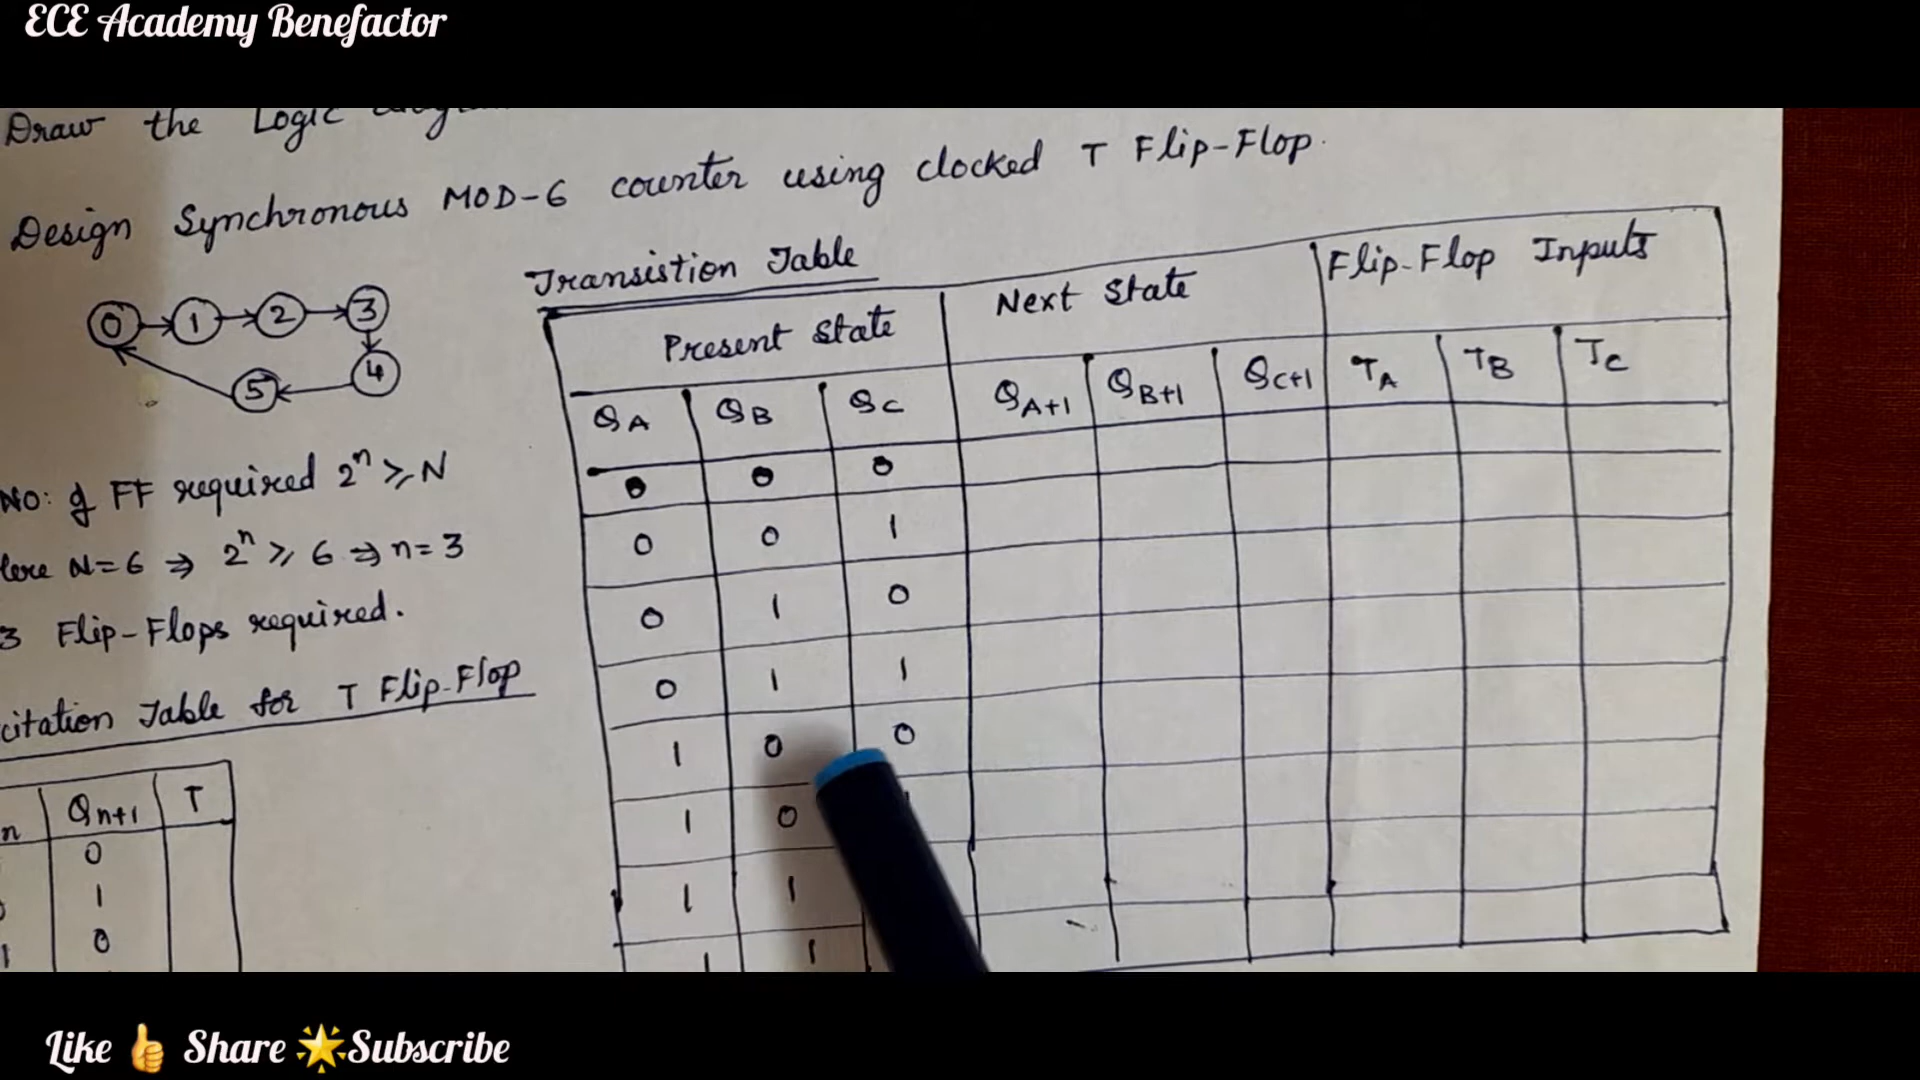 ECE Academy Benefactor
Draw the Logic
Design Synchronous MOD-6 counter using clocked T Flip-Flop.
0 1 2 3
5 4
Transistion Table
Present State Next State Flip-Flop Inputs
QA QB QC QA+1 QB+1 QC+1 TA TB TC
0 0 0
0 0 1
0 1 0
0 1 1
1 0 0
1 0
1 1
1 1
No: of FF required 2^n ≥ N
N=6 ⇒ 2^n ≥ 6 ⇒ n=3
3 Flip-Flops required.
citation Table for T Flip-Flop
n Qn+1 T
0
1
1 0
Like 👍 Share 🌟Subscribe